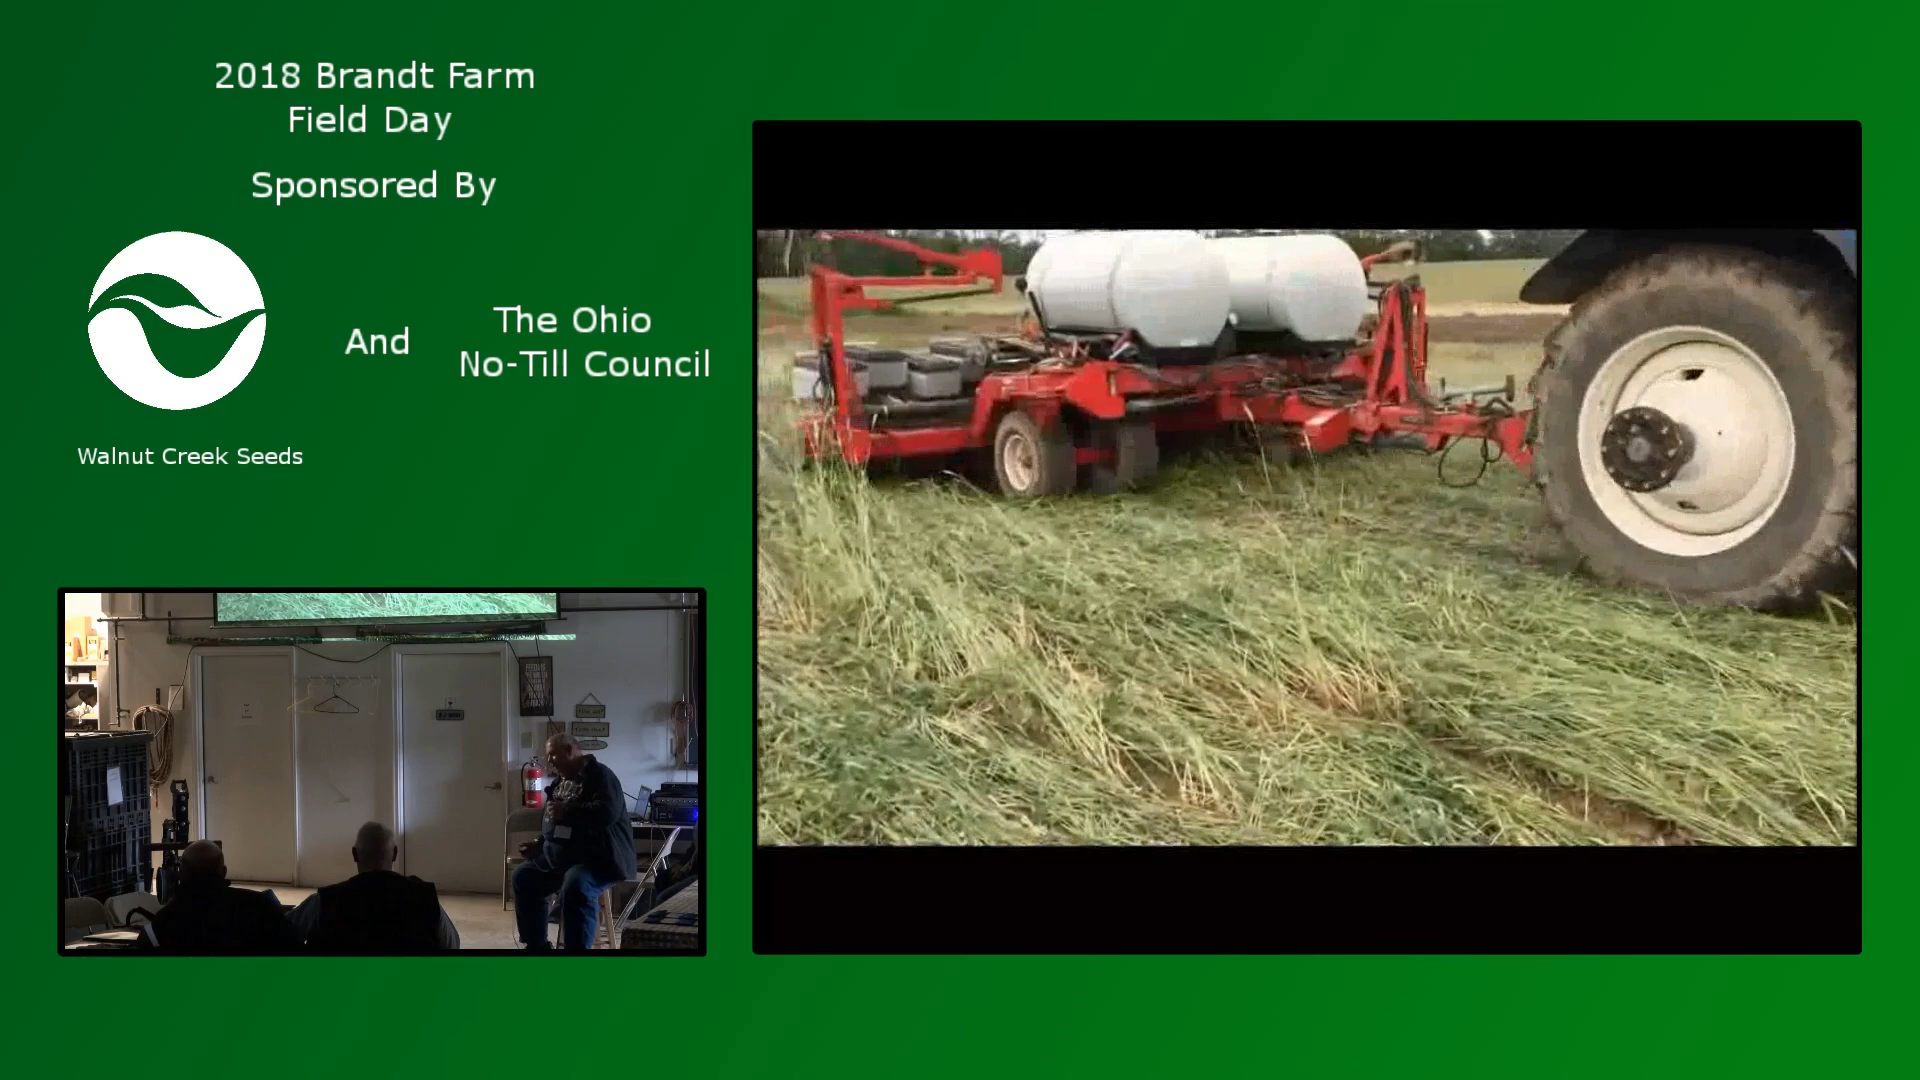 2018 Brandt Farm
Field Day
Sponsored By
And
The Ohio
No-Till Council
Walnut Creek Seeds